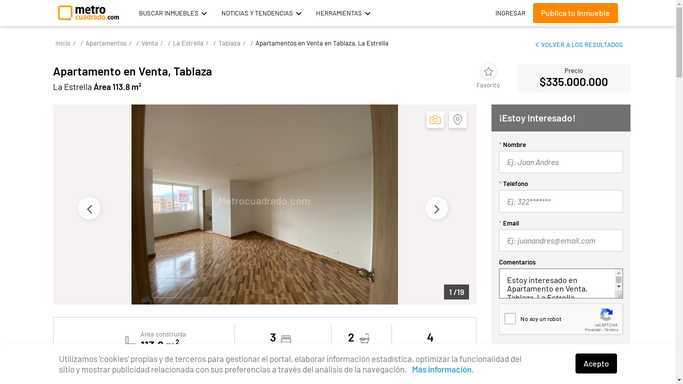 metro
cuadrado.com
BUSCAR INMUEBLES
NOTICIAS Y TENDENCIAS
HERRAMIENTAS
INGRESAR
Publica tu Inmueble
Inicio / / Apartamentos / / Venta / / La Estrella / / Tablaza / / Apartamentos en Venta en Tablaza, La Estrella
VOLVER A LOS RESULTADOS
Apartamento en Venta, Tablaza
La Estrella Área 113.8 m²
Favorito
Precio
$335.000.000
Metrocuadrado.com
1 /19
¡Estoy Interesado!
* Nombre
Ej: Juan Andres
* Telefono
Ej: 322*******
* Email
Ej: juanandres@email.com
Comentarios
Estoy interesado en
Apartamento en Venta,
Tablaza, La Estrella
No soy un robot
reCAPTCHA
Privacidad - Términos
Área construida
113.8 m²
3
2
4
Utilizamos 'cookies' propias y de terceros para gestionar el portal, elaborar información estadística, optimizar la funcionalidad del
sitio y mostrar publicidad relacionada con sus preferencias a través del análisis de la navegación. Más información.
Acepto